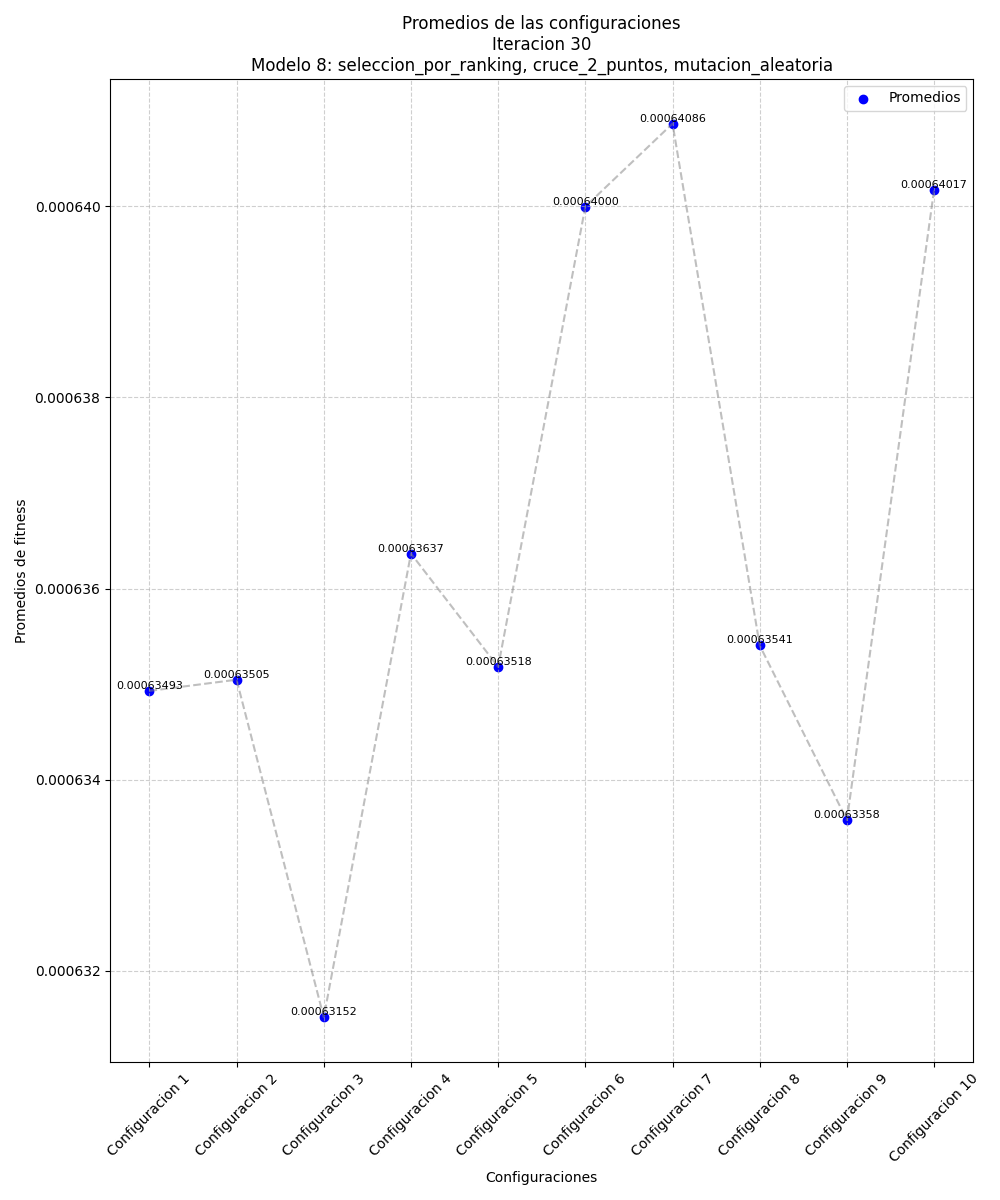 Promedios de las configuraciones
Iteracion 30
Modelo 8: seleccion_por_ranking, cruce_2_puntos, mutacion_aleatoria
Promedios
0.00064086
0.00064017
0.00064000
0.000640
0.000638
0.00063637
0.000636
0.00063541
0.00063518
0.00063505
0.00063493
0.000634
0.00063358
0.000632
0.00063152
Promedios de fitness
Configuracion 1
Configuracion 2
Configuracion 3
Configuracion 4
Configuracion 5
Configuracion 6
Configuracion 7
Configuracion 8
Configuracion 9
Configuracion 10
Configuraciones